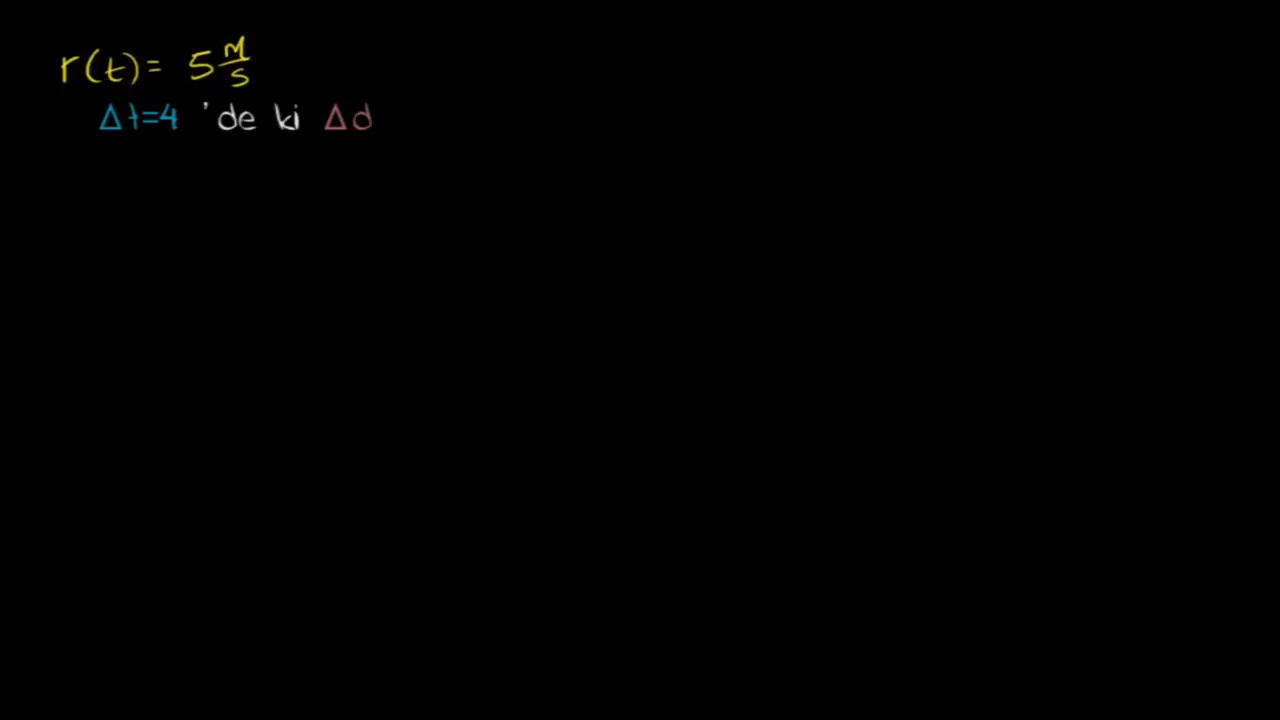 r(t) = 5 m/s
Δt=4 'de ki Δd